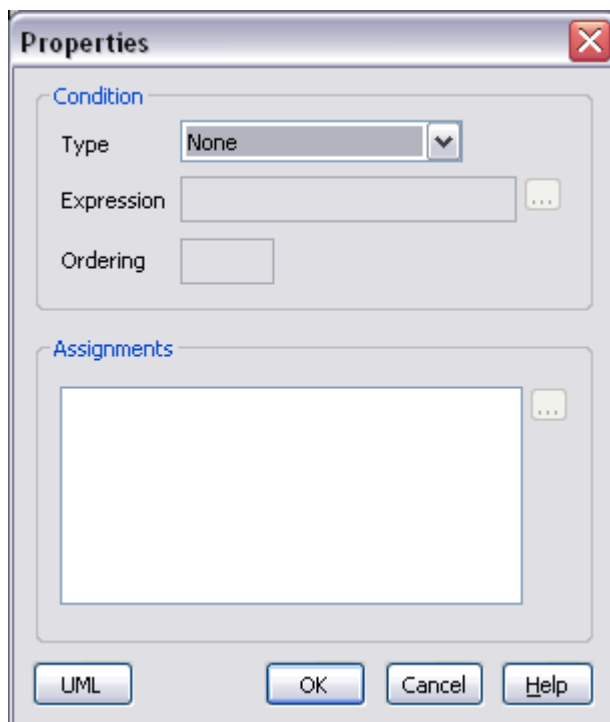 Properties
Condition
Type None
Expression ...
Ordering
Assignments
...
UML OK Cancel Help